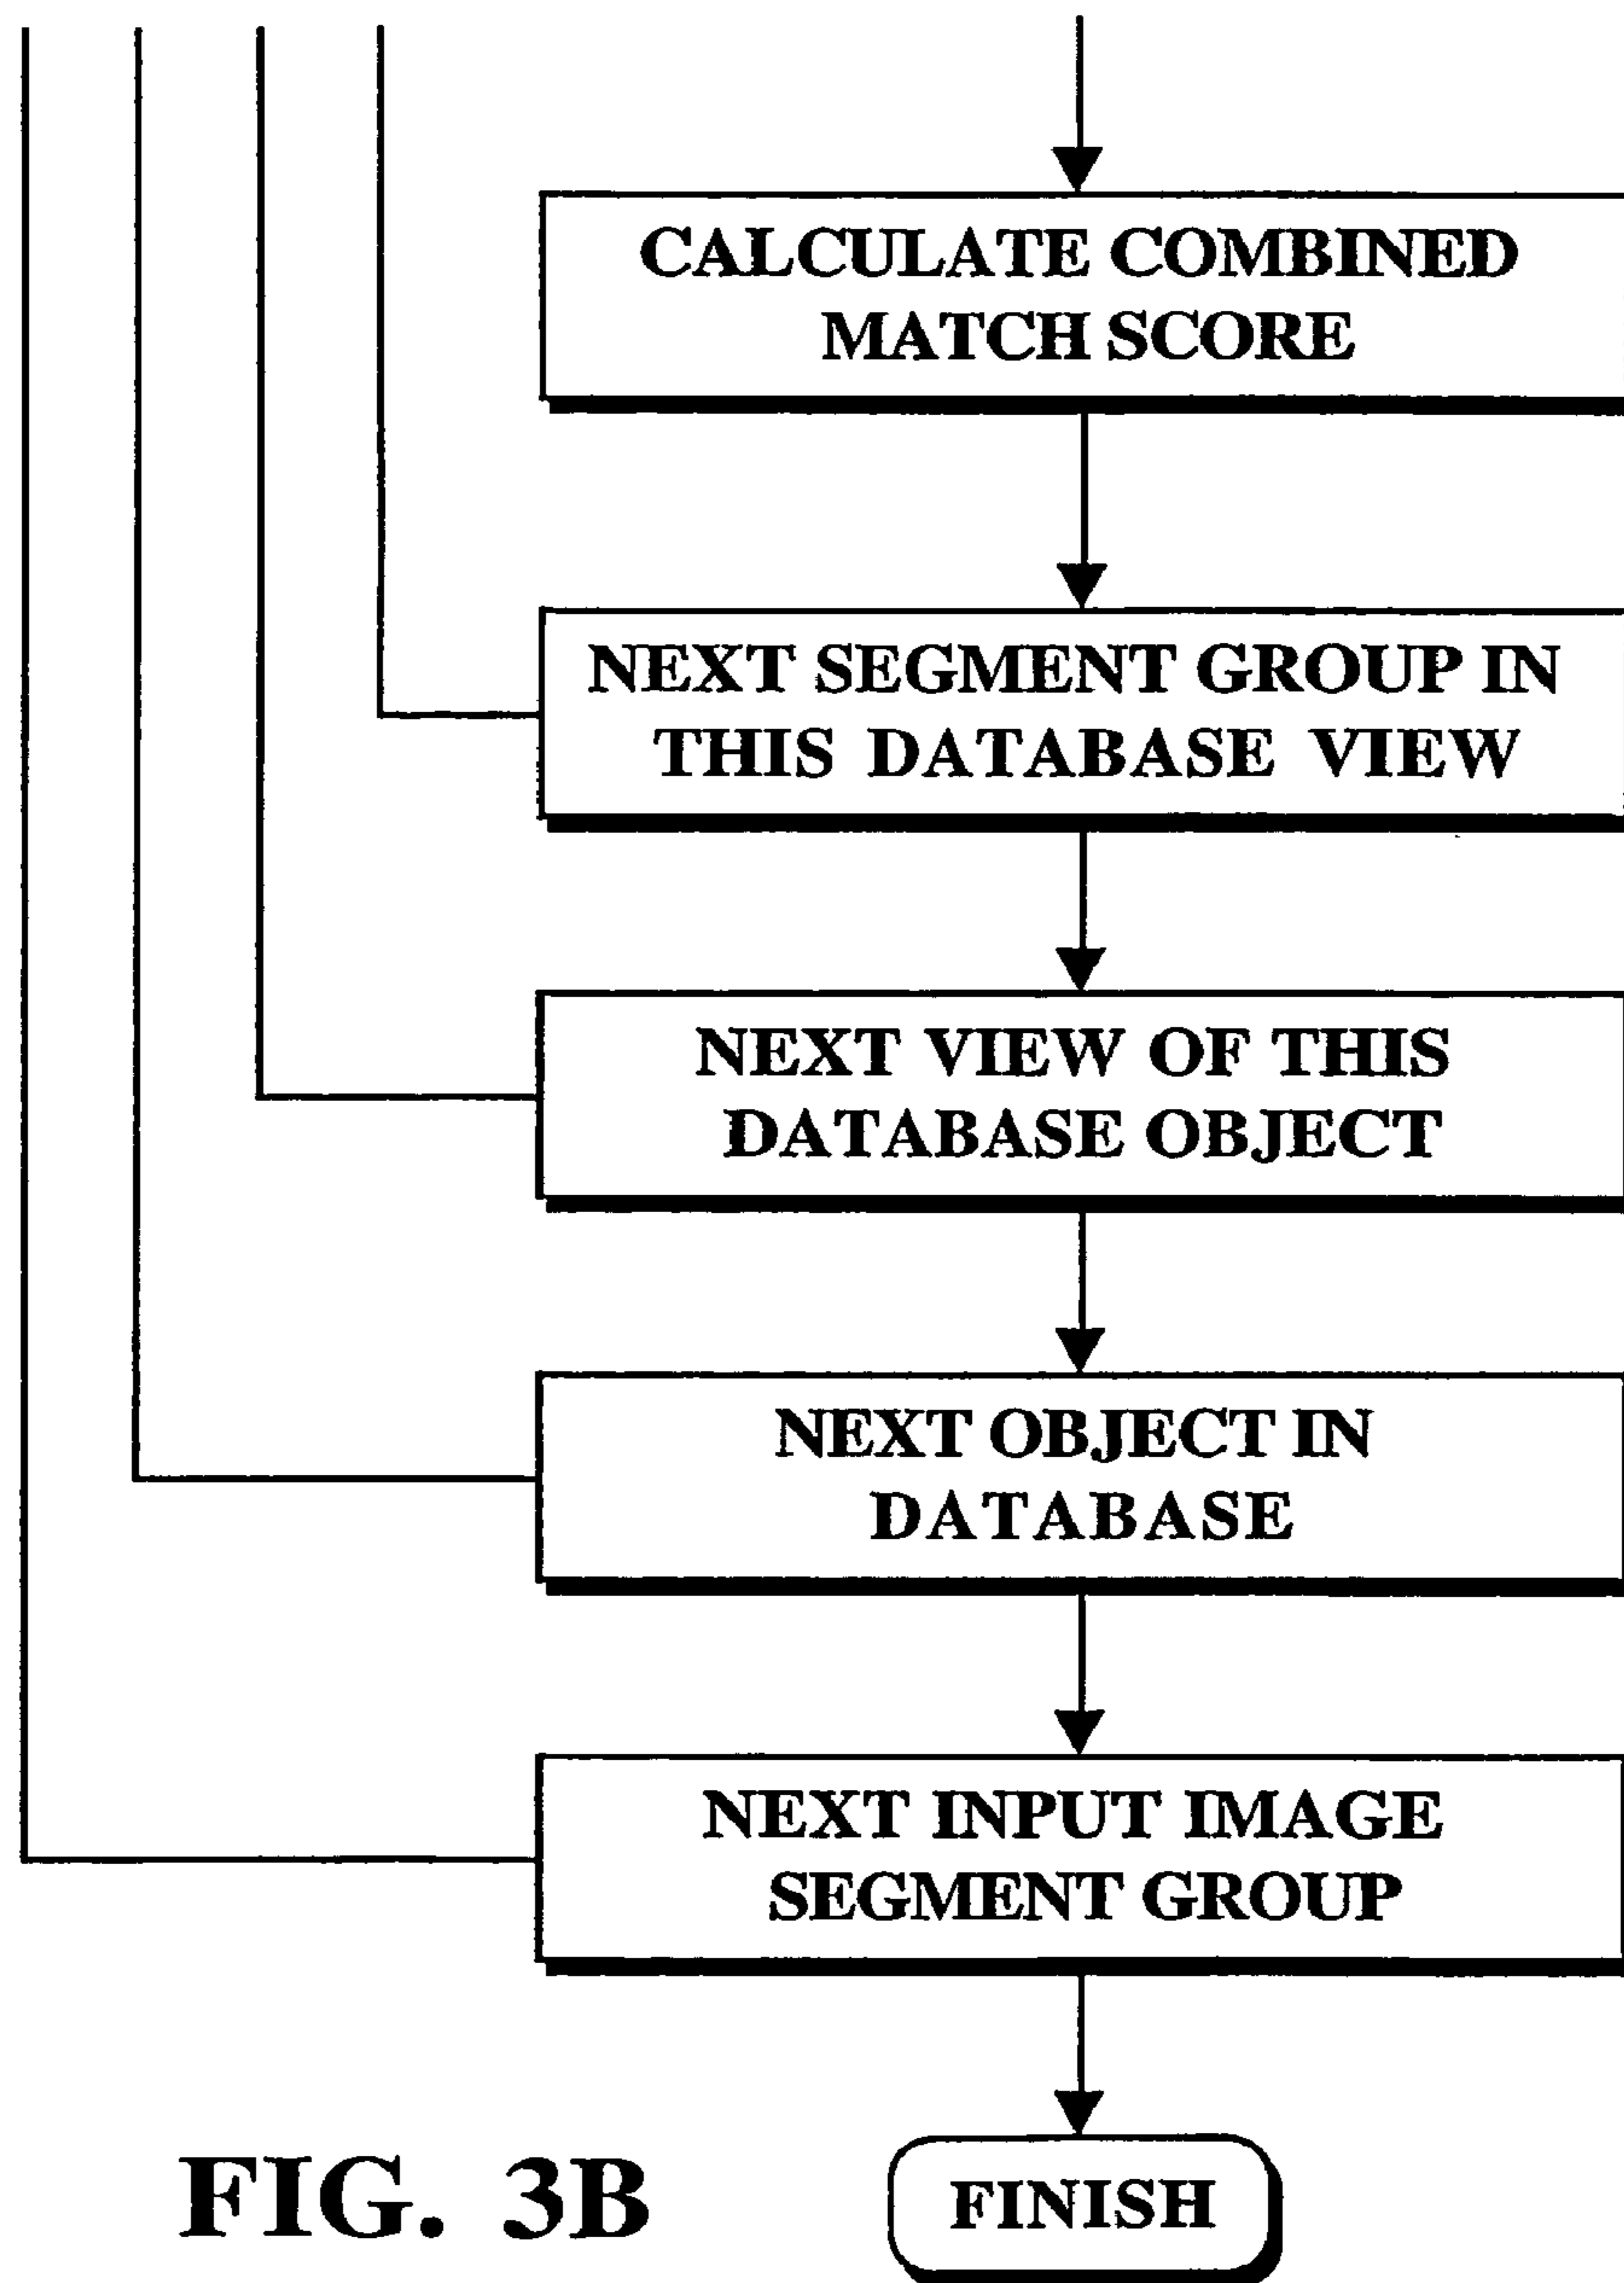 CALCULATE COMBINED
MATCH SCORE
NEXT SEGMENT GROUP IN
THIS DATABASE VIEW
NEXT VIEW OF THIS
DATABASE OBJECT
NEXT OBJECT IN
DATABASE
NEXT INPUT IMAGE
SEGMENT GROUP
FINISH
FIG. 3B